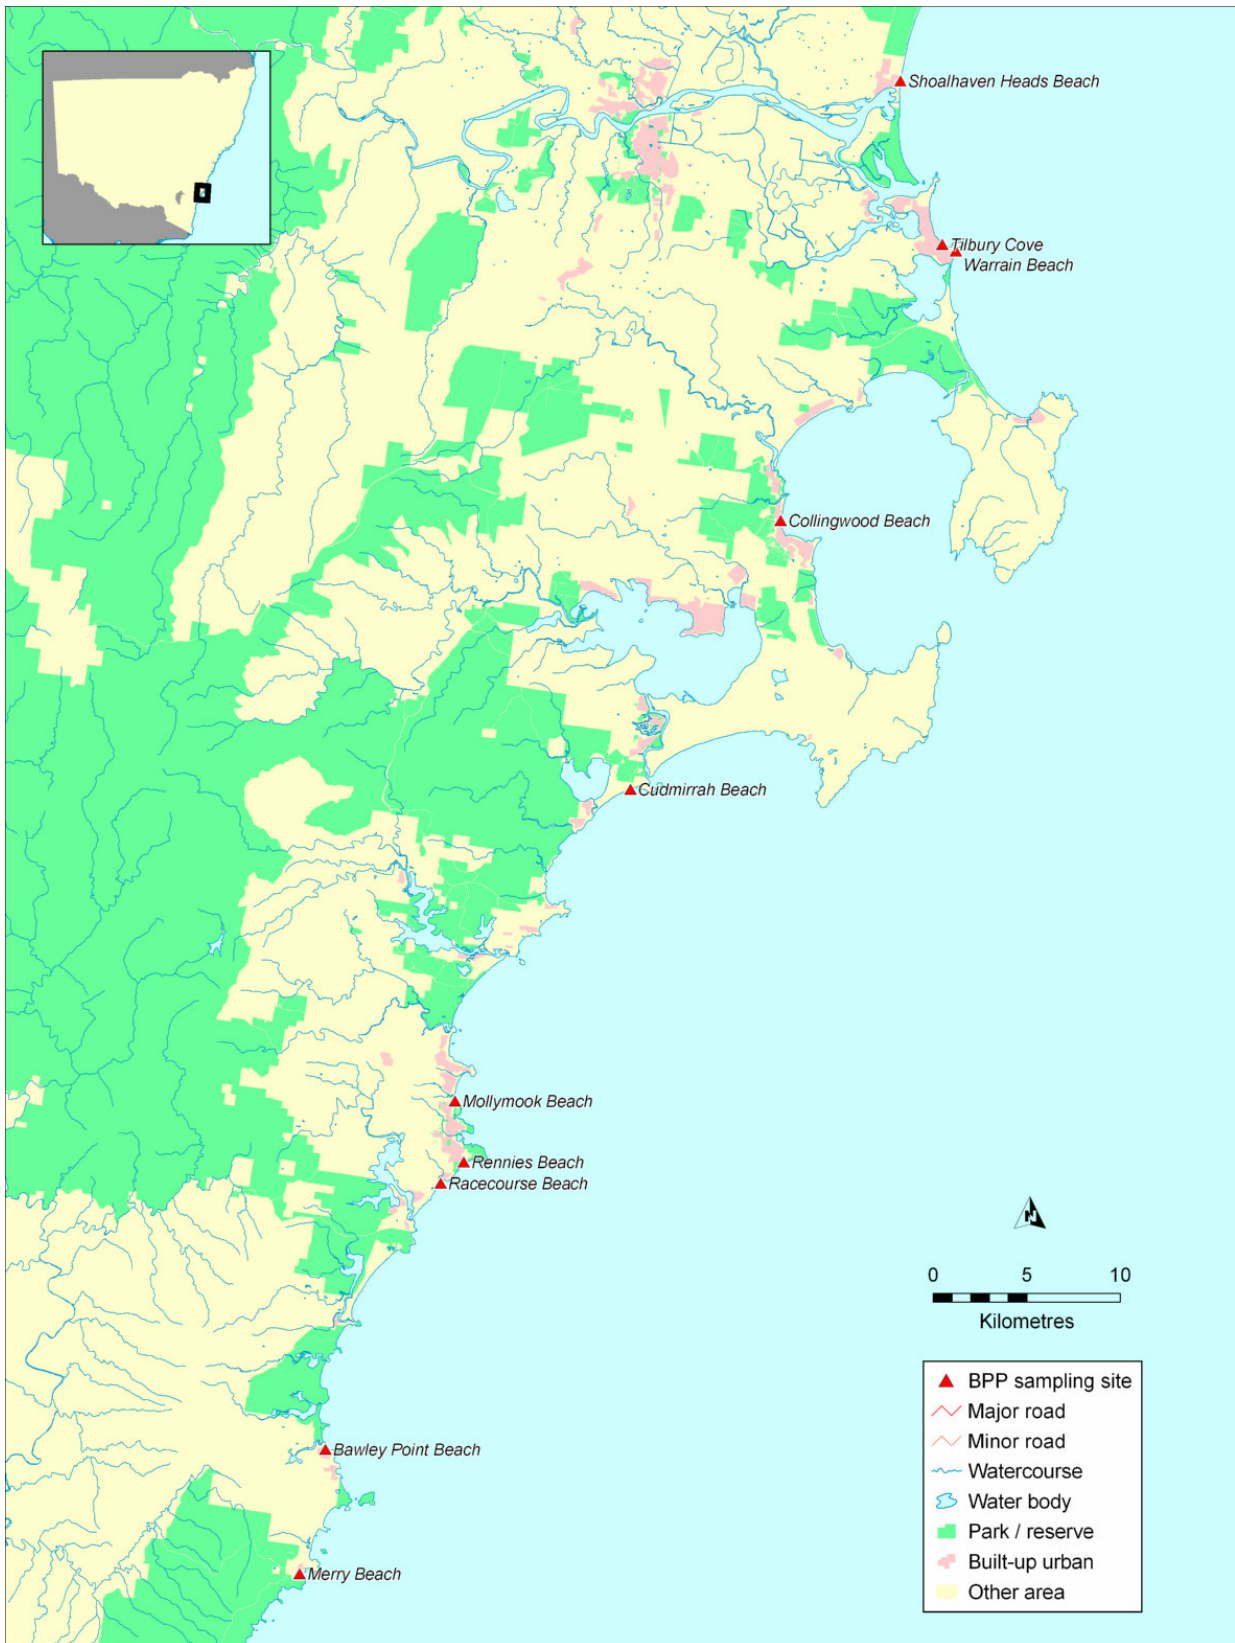 Shoalhaven Heads Beach
Tilbury Cove
Warrain Beach
Collingwood Beach
Cudmirrah Beach
Mollymook Beach
Rennies Beach
Racecourse Beach
N
0 5 10
Kilometres
BPP sampling site
Major road
Minor road
Watercourse
Water body
Park / reserve
Built-up urban
Other area
Bawley Point Beach
Merry Beach